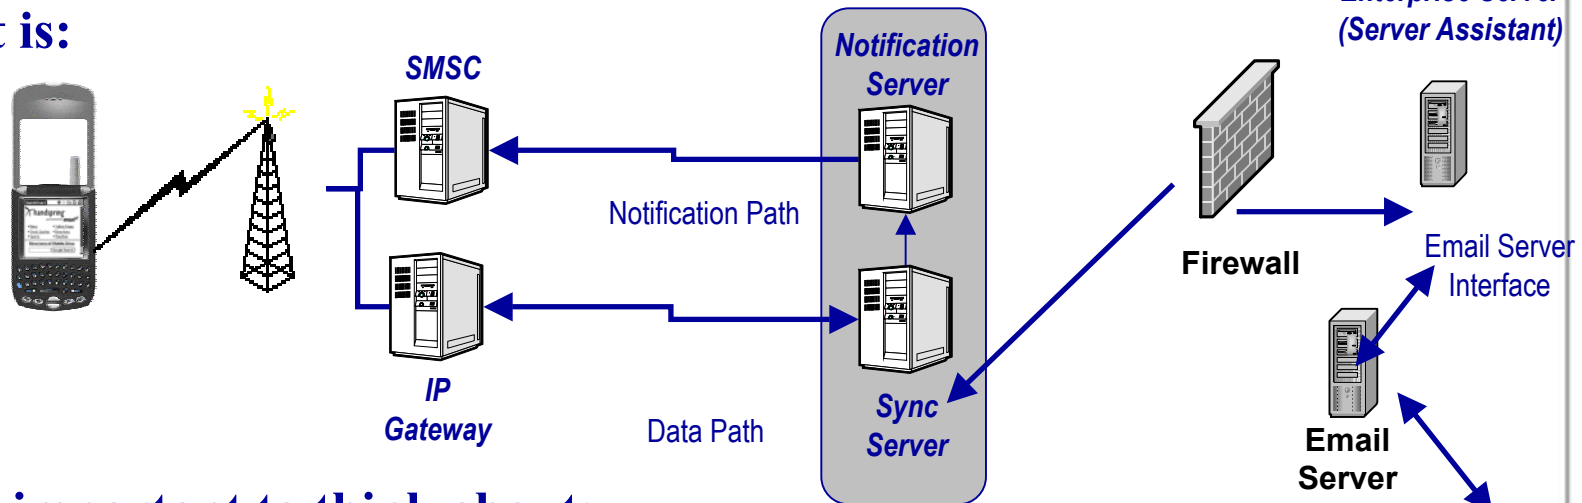 t is:
(Server Assistant)
SMSC
Notification
Server
Notification Path
Firewall
Email Server
Interface
IP
Gateway
Data Path
Sync
Server
Email
Server
handspring